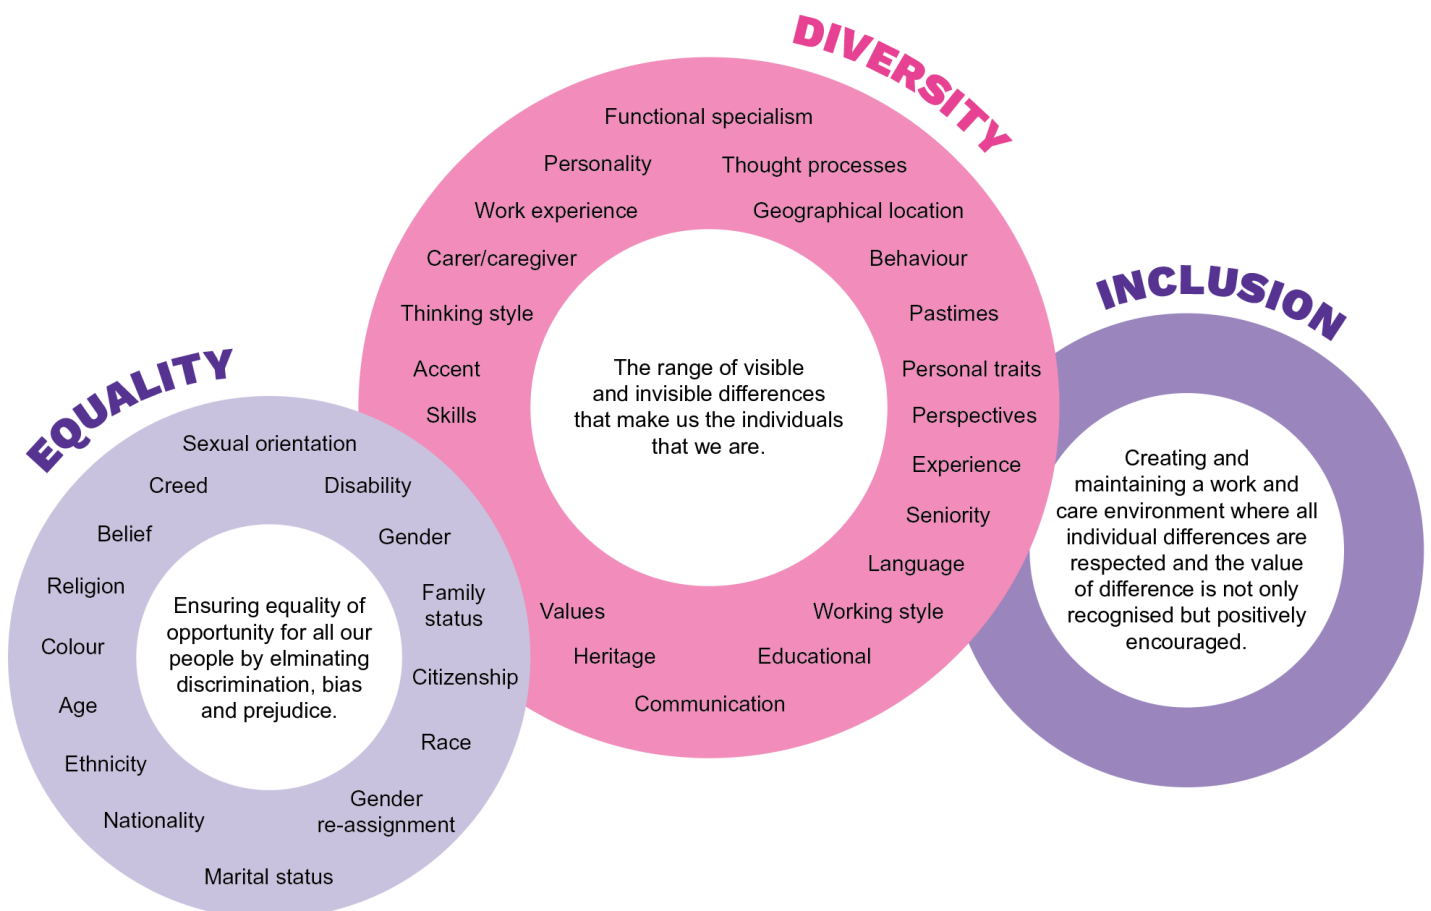 DIVERSITY
Functional specialism
Personality
Thought processes
Work experience
Geographical location
Carer/caregiver
Behaviour
Thinking style
Pastimes
Accent
Personal traits
Skills
Perspectives
Experience
Seniority
Language
Values
Working style
Heritage
Educational
Communication
The range of visible
and invisible differences
that make us the individuals
that we are.
EQUALITY
Sexual orientation
Creed
Disability
Belief
Gender
Religion
Family
status
Colour
Citizenship
Age
Race
Ethnicity
Gender
re-assignment
Nationality
Marital status
Ensuring equality of
opportunity for all our
people by elminating
discrimination, bias
and prejudice.
INCLUSION
Creating and
maintaining a work and
care environment where all
individual differences are
respected and the value
of difference is not only
recognised but positively
encouraged.